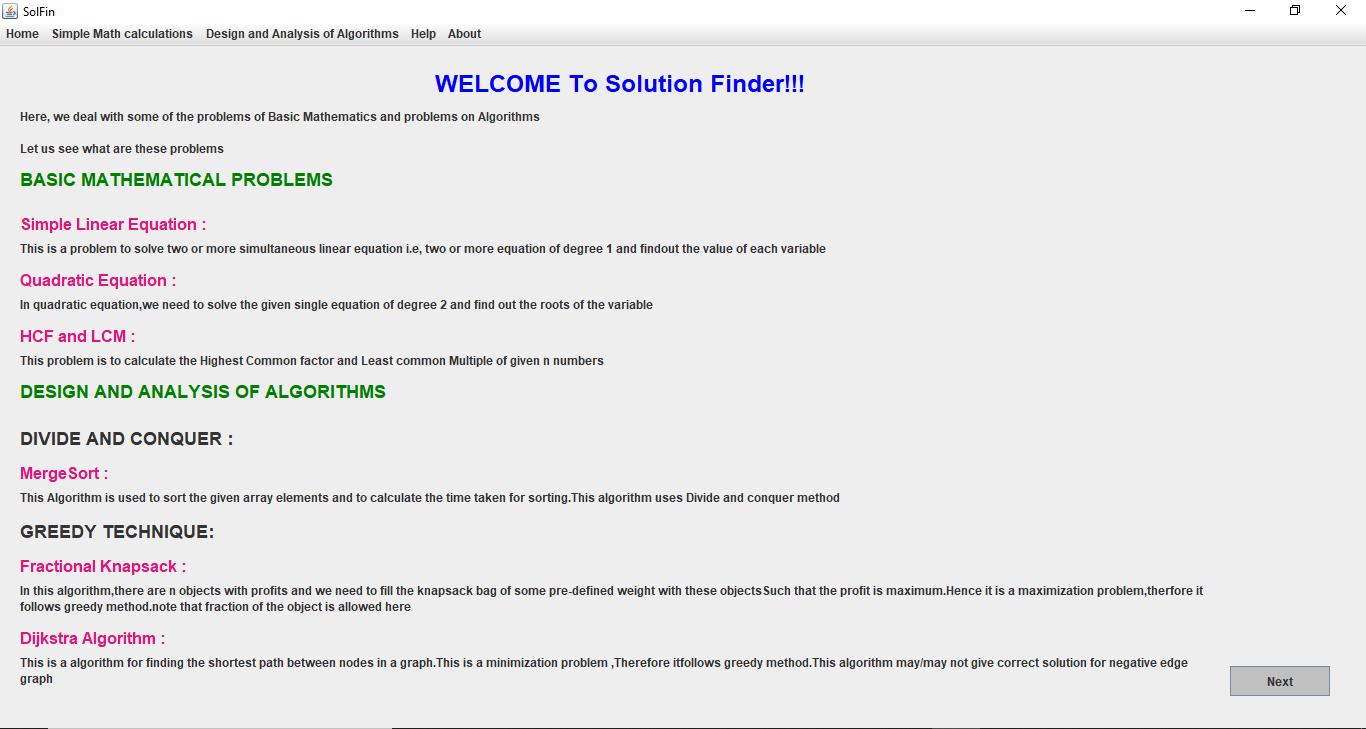 SolFin
Home Simple Math calculations Design and Analysis of Algorithms Help About
WELCOME To Solution Finder!!!
Here, we deal with some of the problems of Basic Mathematics and problems on Algorithms
Let us see what are these problems
BASIC MATHEMATICAL PROBLEMS
Simple Linear Equation :
This is a problem to solve two or more simultaneous linear equation i.e, two or more equation of degree 1 and findout the value of each variable
Quadratic Equation :
In quadratic equation,we need to solve the given single equation of degree 2 and find out the roots of the variable
HCF and LCM :
This problem is to calculate the Highest Common factor and Least common Multiple of given n numbers
DESIGN AND ANALYSIS OF ALGORITHMS
DIVIDE AND CONQUER :
MergeSort :
This Algorithm is used to sort the given array elements and to calculate the time taken for sorting.This algorithm uses Divide and conquer method
GREEDY TECHNIQUE:
Fractional Knapsack :
In this algorithm,there are n objects with profits and we need to fill the knapsack bag of some pre-defined weight with these objectsSuch that the profit is maximum.Hence it is a maximization problem,therfore it
follows greedy method.note that fraction of the object is allowed here
Dijkstra Algorithm :
This is a algorithm for finding the shortest path between nodes in a graph.This is a minimization problem ,Therefore itfollows greedy method.This algorithm may/may not give correct solution for negative edge
graph
Next